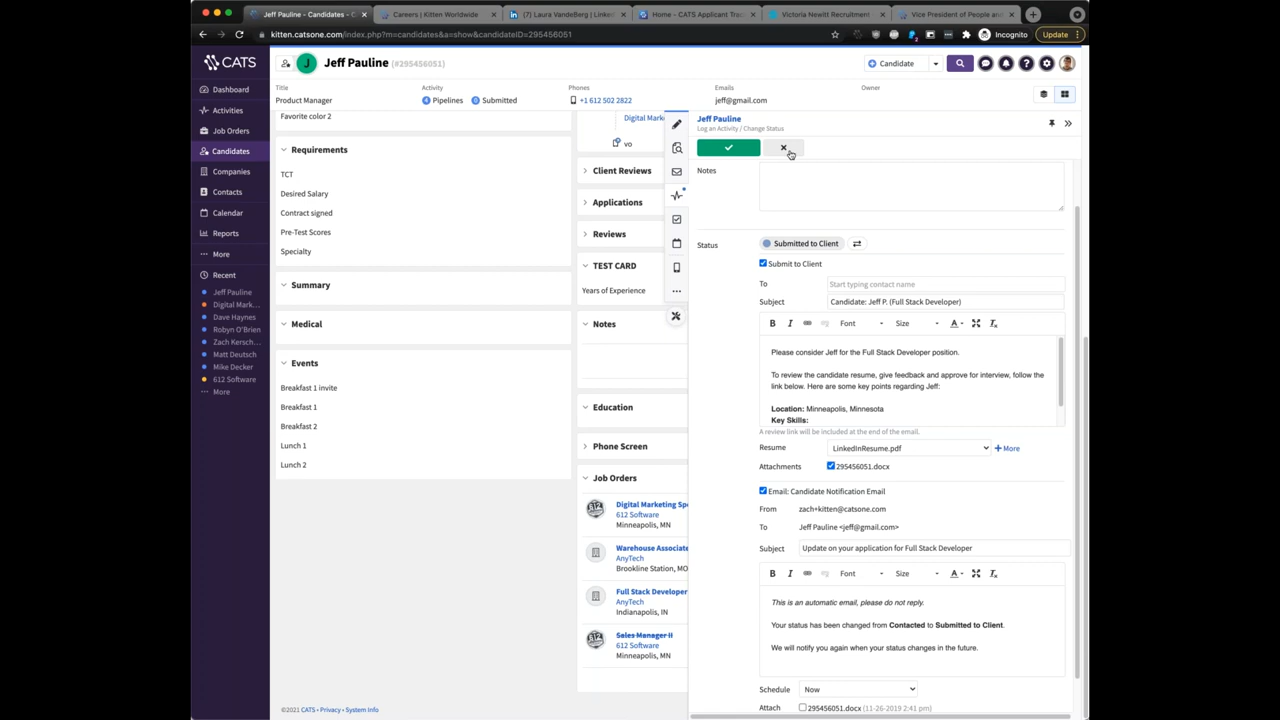 Jeff Pauline - Candidates - C
Careers | Kitten Worldwide
(7) Laura VandeBerg | Linke
Home - CATS Applicant Trac
Victoria Newitt Recruitment
Vice President of People and
kitten.catsone.com/index.php?m=candidates&a=show&candidateID=295456051
Incognito
Update
CATS
J
Jeff Pauline (#295456051)
Candidate
Title
Product Manager
Activity
4 Pipelines 0 Submitted
Phones
+1 612 502 2822
Emails
jeff@gmail.com
Owner
Dashboard
Activities
Job Orders
Candidates
Companies
Contacts
Calendar
Reports
More
Recent
Jeff Pauline
Digital Mark...
Dave Haynes
Robyn O'Brien
Zach Kersch...
Matt Deutsch
Mike Decker
612 Software
More
Favorite color 2
Requirements
TCT
Desired Salary
Contract signed
Pre-Test Scores
Specialty
Summary
Medical
Events
Breakfast 1 invite
Breakfast 1
Breakfast 2
Lunch 1
Lunch 2
©2021 CATS • Privacy • System Info
Digital Marke
vo
Client Reviews
Applications
Reviews
TEST CARD
Years of Experience
Notes
Education
Phone Screen
Job Orders
Digital Marketing Spe
612 Software
Minneapolis, MN
Warehouse Associate
AnyTech
Brookline Station, MO
Full Stack Developer
AnyTech
Indianapolis, IN
Sales Manager II
612 Software
Minneapolis, MN
Jeff Pauline
Log an Activity / Change Status
Notes
Status
Submitted to Client
Submit to Client
To
Start typing contact name
Subject
Candidate: Jeff P. (Full Stack Developer)
B I Font Size A
Please consider Jeff for the Full Stack Developer position.
To review the candidate resume, give feedback and approve for interview, follow the
link below. Here are some key points regarding Jeff:
Location: Minneapolis, Minnesota
Key Skills:
A review link will be included at the end of the email.
Resume
LinkedInResume.pdf
+ More
Attachments
295456051.docx
Email: Candidate Notification Email
From
zach+kitten@catsone.com
To
Jeff Pauline <jeff@gmail.com>
Subject
Update on your application for Full Stack Developer
B I Font Size A
This is an automatic email, please do not reply.
Your status has been changed from Contacted to Submitted to Client.
We will notify you again when your status changes in the future.
Schedule
Now
Attach
295456051.docx (11-26-2019 2:41 pm)